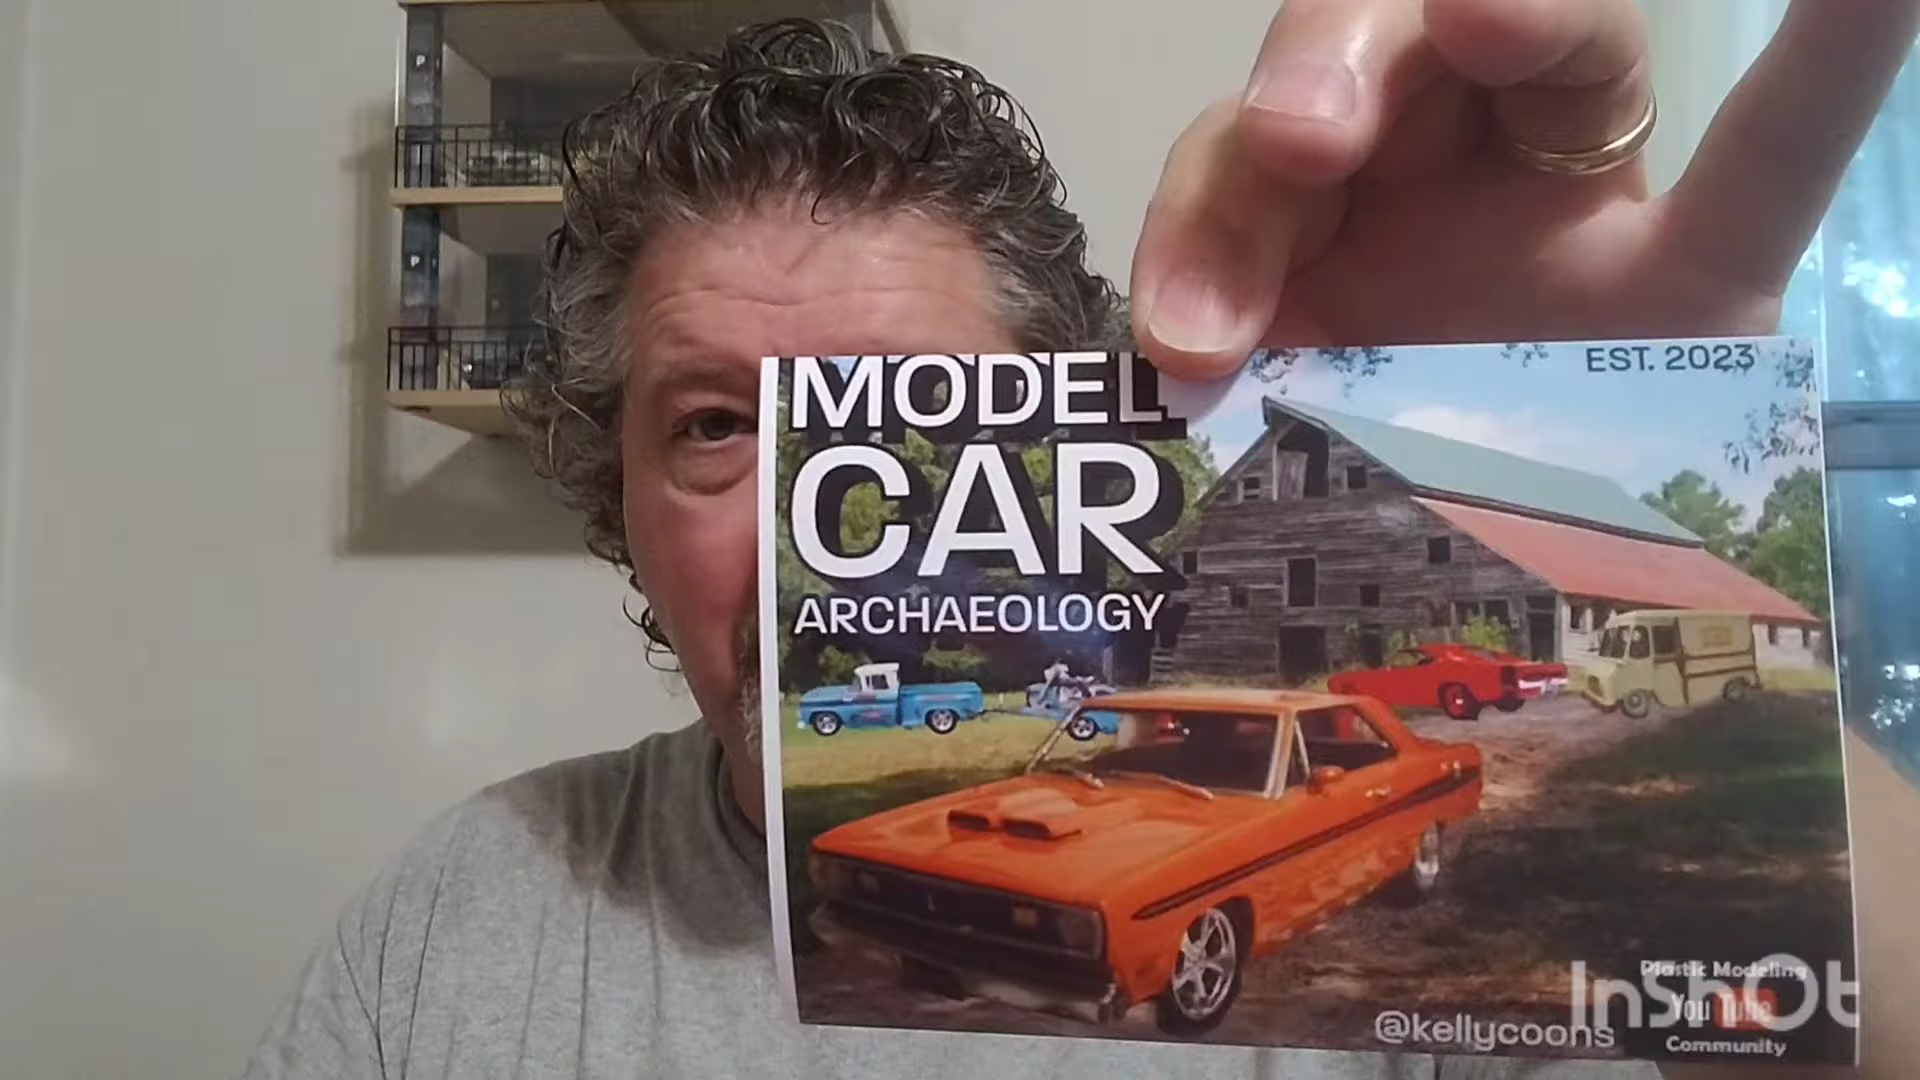 P
P
MODEL
CAR
ARCHAEOLOGY
EST. 2023
@kellycoons
Plastic Modeling
YouTube
Community
InShOt